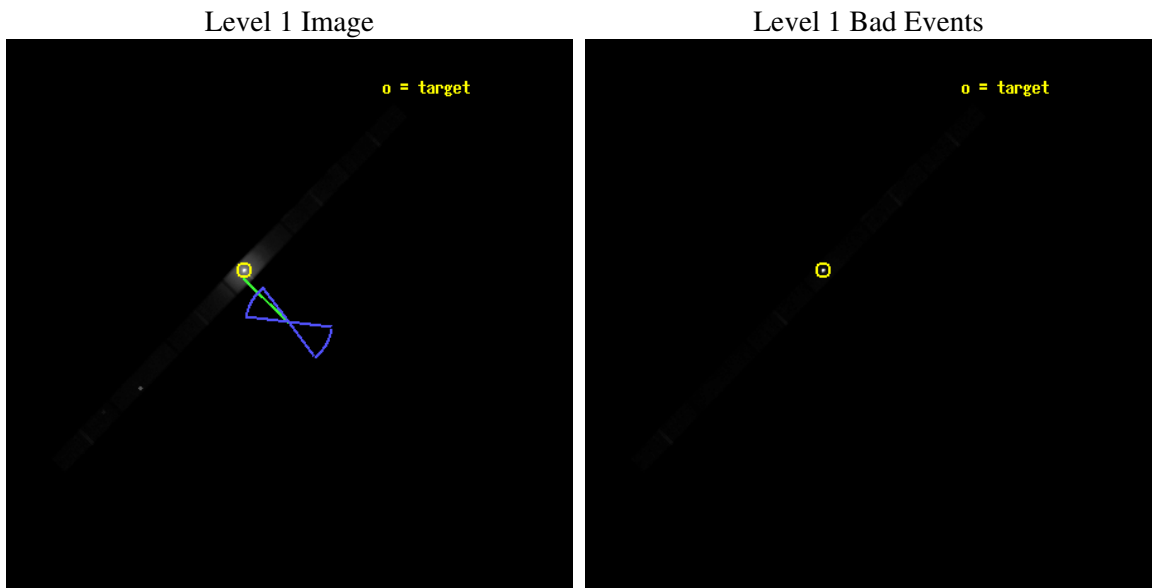 Level 1 Image
Level 1 Bad Events
o = target
o = target